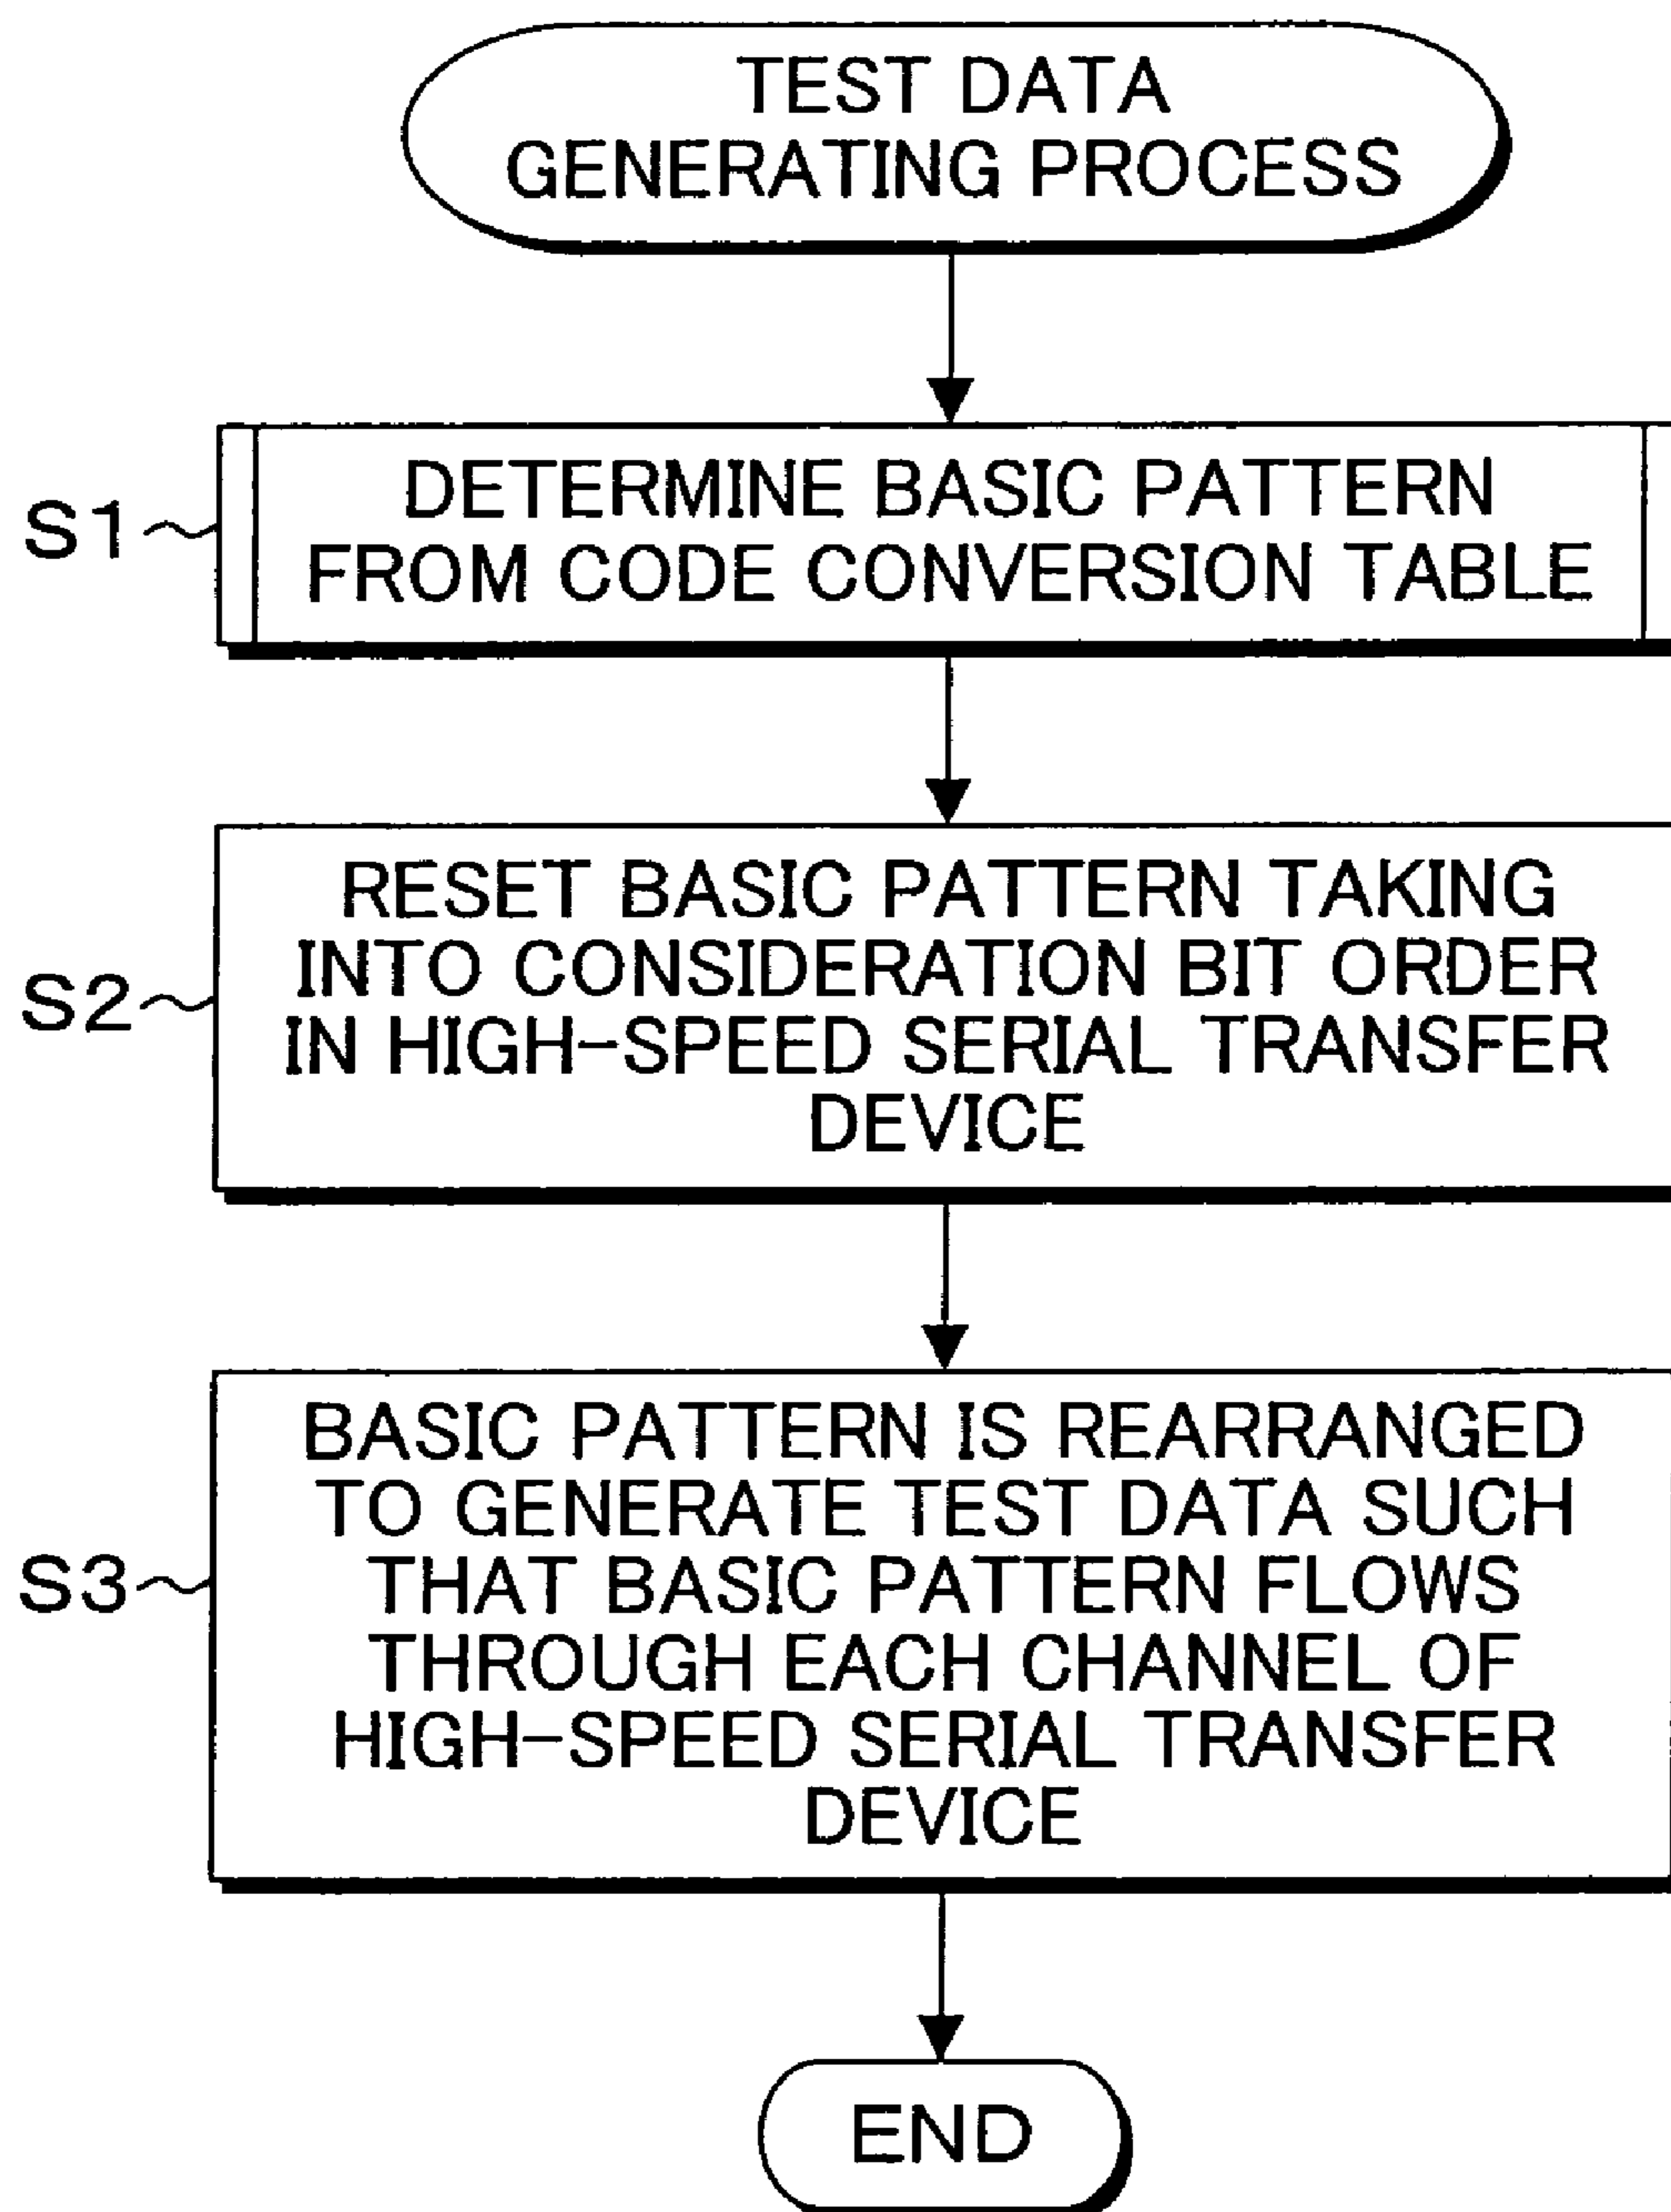 TEST DATA
GENERATING PROCESS
S1
DETERMINE BASIC PATTERN
FROM CODE CONVERSION TABLE
S2
RESET BASIC PATTERN TAKING
INTO CONSIDERATION BIT ORDER
IN HIGH-SPEED SERIAL TRANSFER
DEVICE
S3
BASIC PATTERN IS REARRANGED
TO GENERATE TEST DATA SUCH
THAT BASIC PATTERN FLOWS
THROUGH EACH CHANNEL OF
HIGH-SPEED SERIAL TRANSFER
DEVICE
END